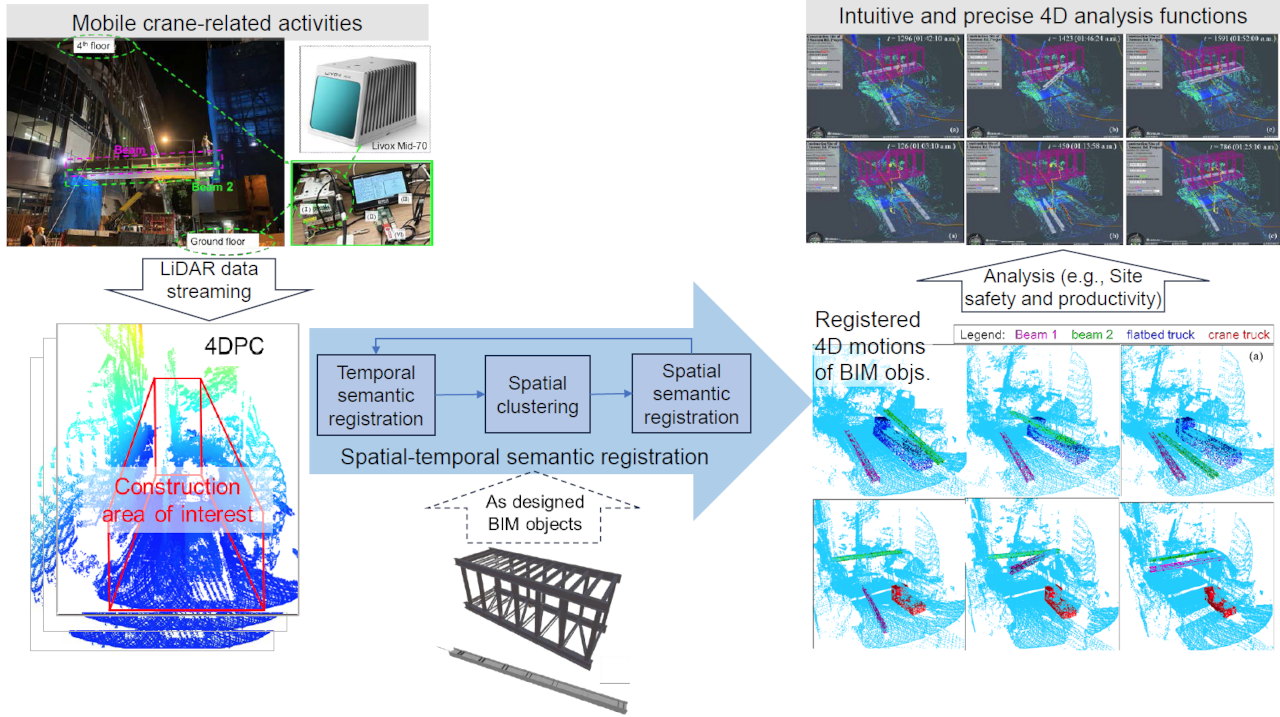 Mobile crane-related activities
4th floor
Beam 1
Beam 2
Ground floor
LIVOX
Livox Mid-70
(I)
(II)
(III)
(VI)
LiDAR data
streaming
4DPC
Construction
area of interest
Temporal
semantic
registration
Spatial
clustering
Spatial
semantic
registration
Spatial-temporal semantic registration
As designed
BIM objects
Intuitive and precise 4D analysis functions
t = 1296 (01:42:10 a.m.)
(a)
t = 1423 (01:46:24 a.m.)
(b)
t = 1591 (01:52:00 a.m.)
(c)
t = 126 (01:03:10 a.m.)
(a)
t = 450 (01:13:58 a.m.)
(b)
t = 786 (01:25:10 a.m.)
(c)
Analysis (e.g., Site
safety and productivity)
Registered
4D motions
of BIM objs.
Legend: Beam 1 beam 2 flatbed truck crane truck
(a)